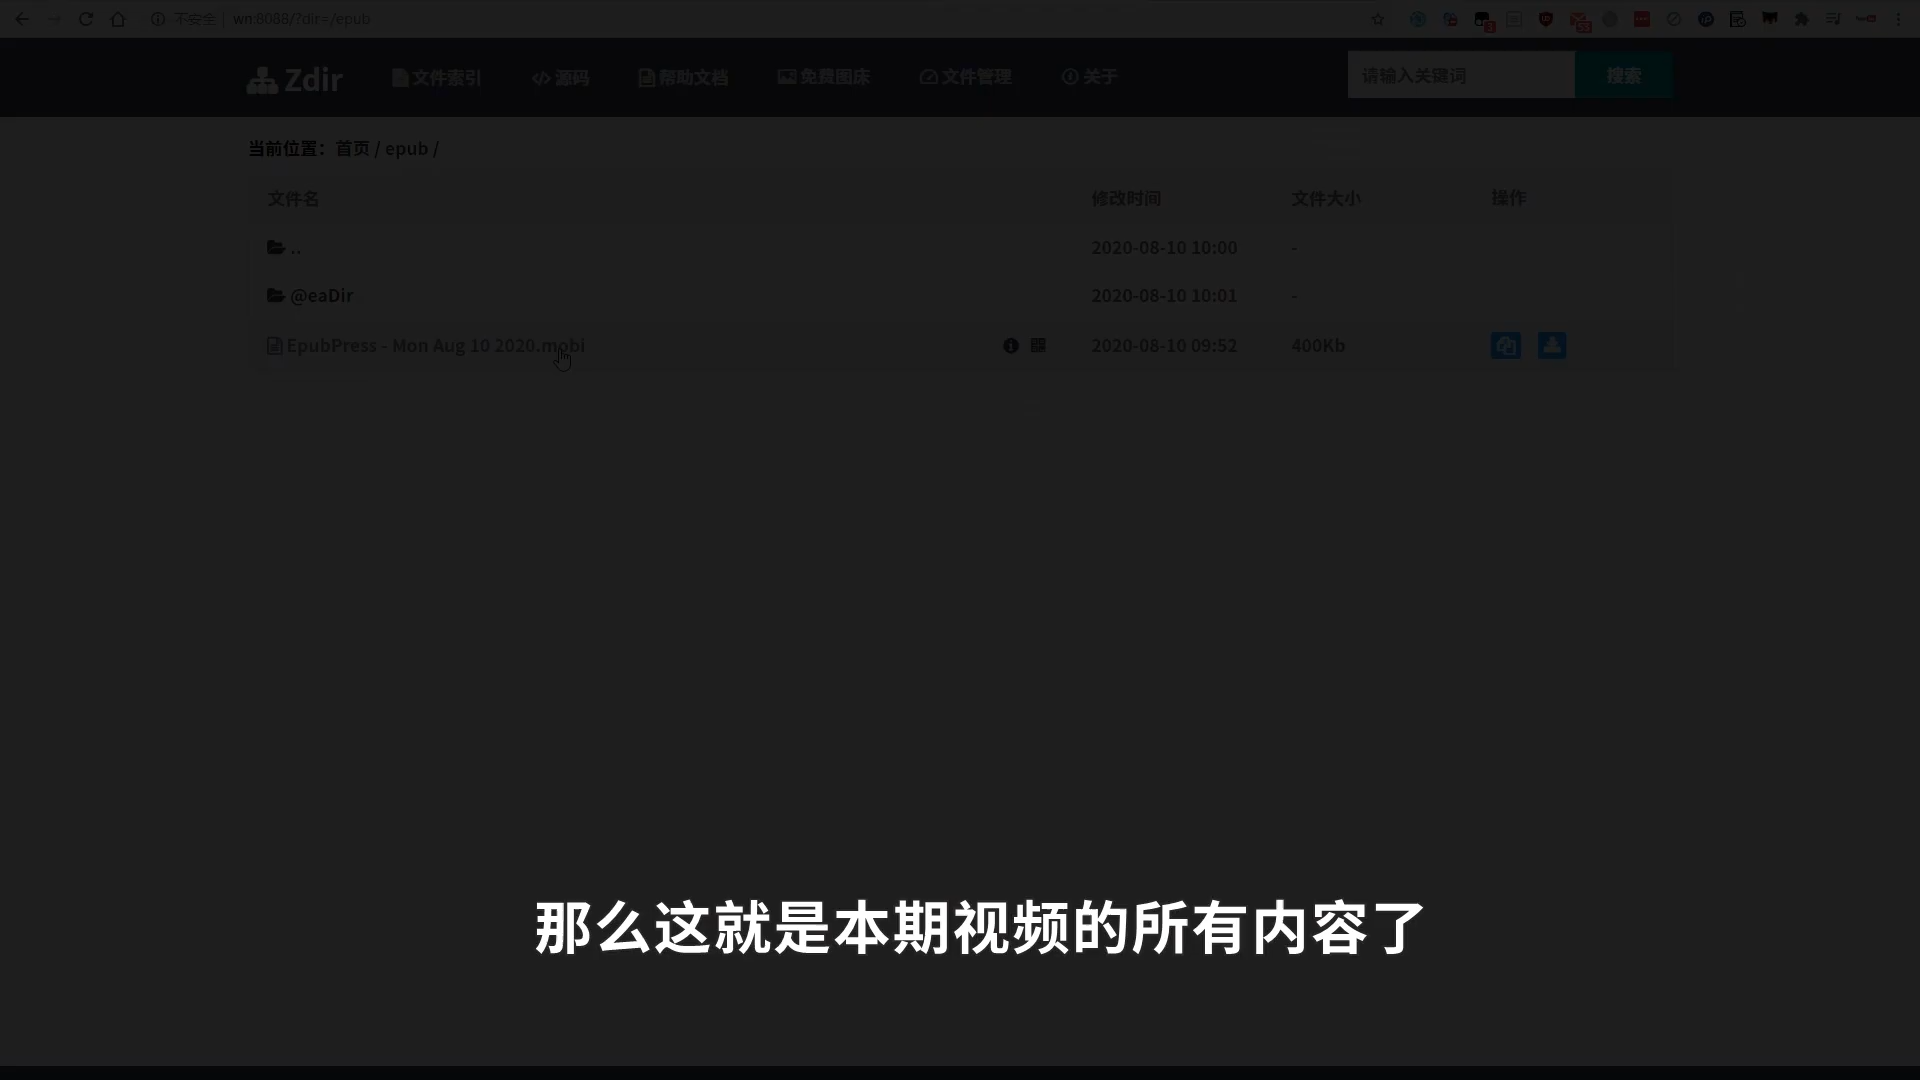 不安全 wn:8088/?dir=/epub
Zdir 文件索引 源码 帮助文档 免费图床 文件管理 关于 请输入关键词 搜索
当前位置：首页 / epub /
文件名 修改时间 文件大小 操作
.. 2020-08-10 10:00 -
@eaDir 2020-08-10 10:01 -
EpubPress - Mon Aug 10 2020.mobi 2020-08-10 09:52 400Kb
那么这就是本期视频的所有内容了